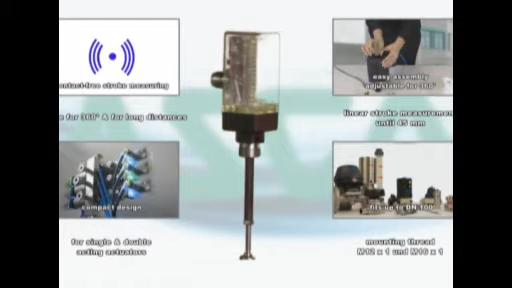 contact-free stroke measuring
e for 360° & for long distances
compact design
for single & double
acting actuators
easy assembly
adjustable for 360°
linear stroke measurement
until 45 mm
fits up to DN 100
mounting thread
M12 x 1 und M16 x 1